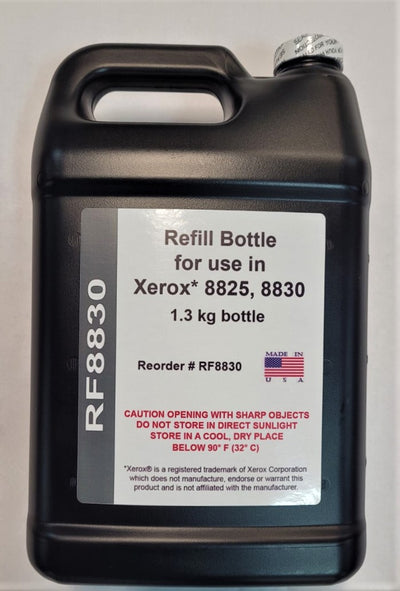 SEALED
FOR YOUR
RF8830
Refill Bottle
for use in
Xerox* 8825, 8830
1.3 kg bottle
Reorder # RF8830
MADE IN
U S A
CAUTION OPENING WITH SHARP OBJECTS
DO NOT STORE IN DIRECT SUNLIGHT
STORE IN A COOL, DRY PLACE
BELOW 90° F (32° C)
*Xerox® is a registered trademark of Xerox Corporation
which does not manufacture, endorse or warrant this
product and is not affiliated with the manufacturer.